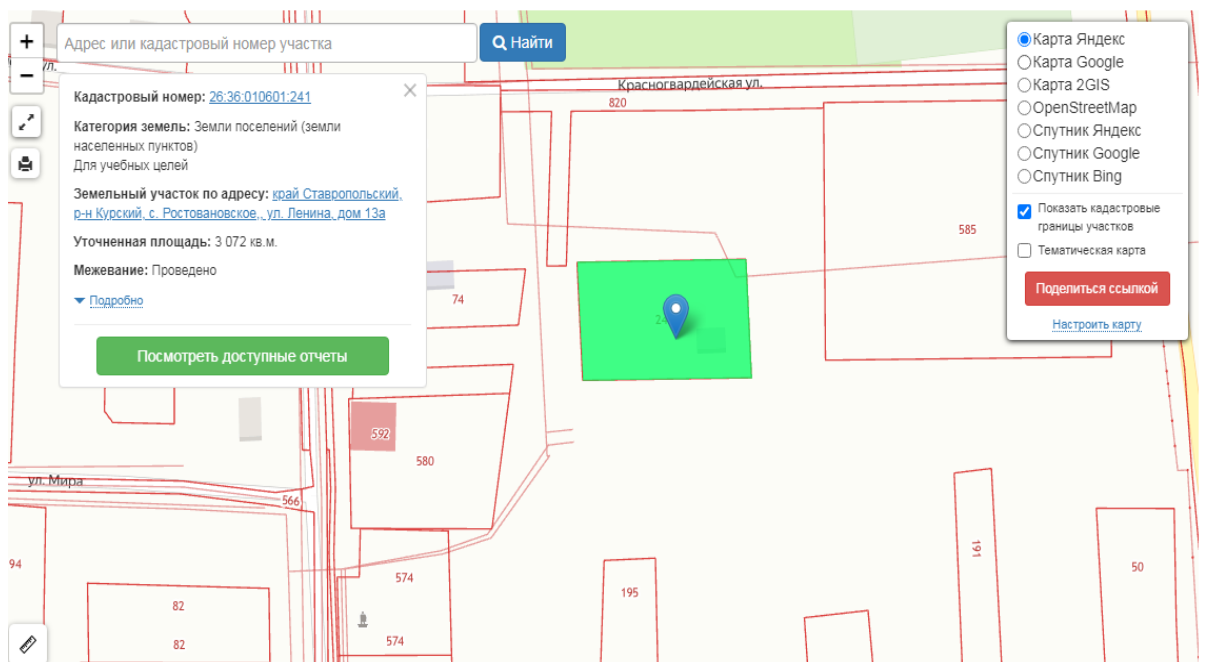 +
Адрес или кадастровый номер участка
Найти
−
ул.
Кадастровый номер: 26:36:010601:241
Категория земель: Земли поселений (земли
населенных пунктов)
Для учебных целей
Земельный участок по адресу: край Ставропольский,
р-н Курский, с. Ростовановское,, ул. Ленина, дом 13а
Уточненная площадь: 3 072 кв.м.
Межевание: Проведено
Подробно
Посмотреть доступные отчеты
Карта Яндекс
Карта Google
Карта 2GIS
OpenStreetMap
Спутник Яндекс
Спутник Google
Спутник Bing
Показать кадастровые
границы участков
Тематическая карта
Поделиться ссылкой
Настроить карту
Красногвардейская ул.
820
585
74
592
580
ул. Мира
566
94
574
195
191
50
82
82
574